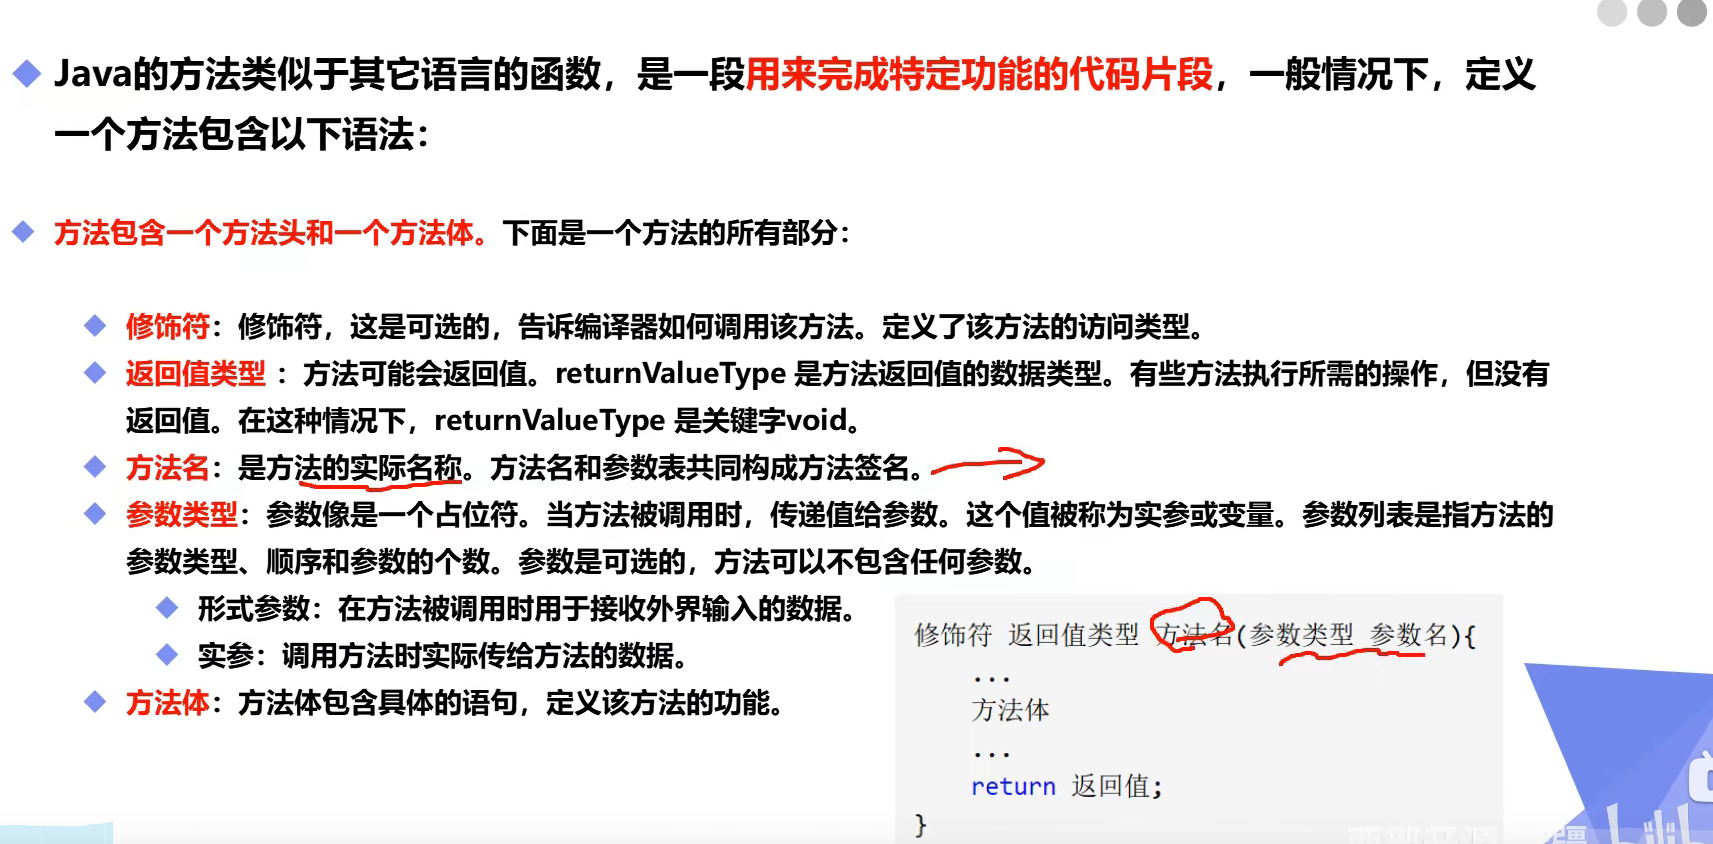 Java的方法类似于其它语言的函数，是一段用来完成特定功能的代码片段，一般情况下，定义
一个方法包含以下语法：
方法包含一个方法头和一个方法体。下面是一个方法的所有部分：
修饰符：修饰符，这是可选的，告诉编译器如何调用该方法。定义了该方法的访问类型。
返回值类型 ：方法可能会返回值。returnValueType 是方法返回值的数据类型。有些方法执行所需的操作，但没有
返回值。在这种情况下，returnValueType 是关键字void。
方法名：是方法的实际名称。方法名和参数表共同构成方法签名。
参数类型：参数像是一个占位符。当方法被调用时，传递值给参数。这个值被称为实参或变量。参数列表是指方法的
参数类型、顺序和参数的个数。参数是可选的，方法可以不包含任何参数。
形式参数：在方法被调用时用于接收外界输入的数据。
实参：调用方法时实际传给方法的数据。
方法体：方法体包含具体的语句，定义该方法的功能。
修饰符 返回值类型 方法名(参数类型 参数名){
...
方法体
...
return 返回值;
}